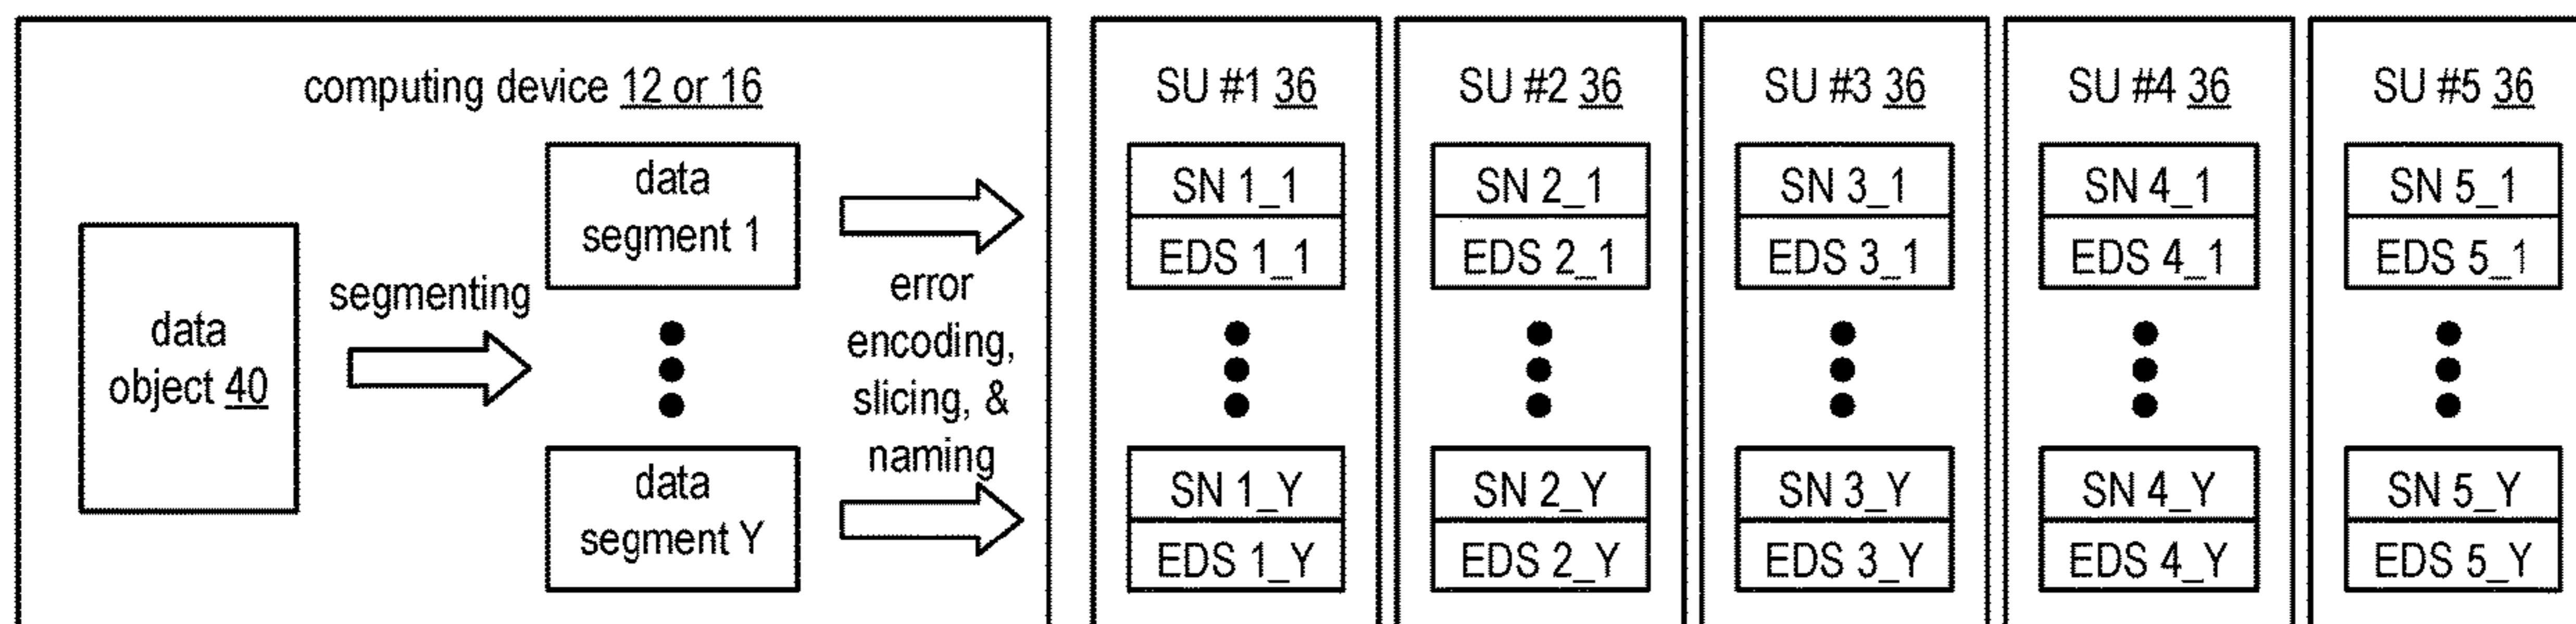 computing device 12 or 16
data
object 40
segmenting
data
segment 1
data
segment Y
error
encoding,
slicing, &
naming
SU #1 36
SN 1_1
EDS 1_1
SN 1_Y
EDS 1_Y
SU #2 36
SN 2_1
EDS 2_1
SN 2_Y
EDS 2_Y
SU #3 36
SN 3_1
EDS 3_1
SN 3_Y
EDS 3_Y
SU #4 36
SN 4_1
EDS 4_1
SN 4_Y
EDS 4_Y
SU #5 36
SN 5_1
EDS 5_1
SN 5_Y
EDS 5_Y